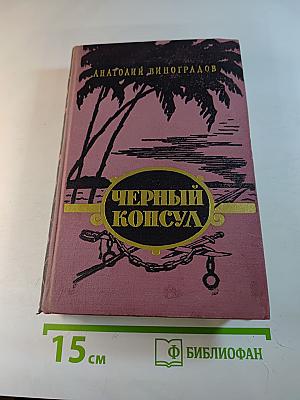 АНАТОЛИЙ ВИНОГРАДОВ
ЧЕРНЫЙ
КОНСУЛ
15 см
Ф БИБЛИОФАН